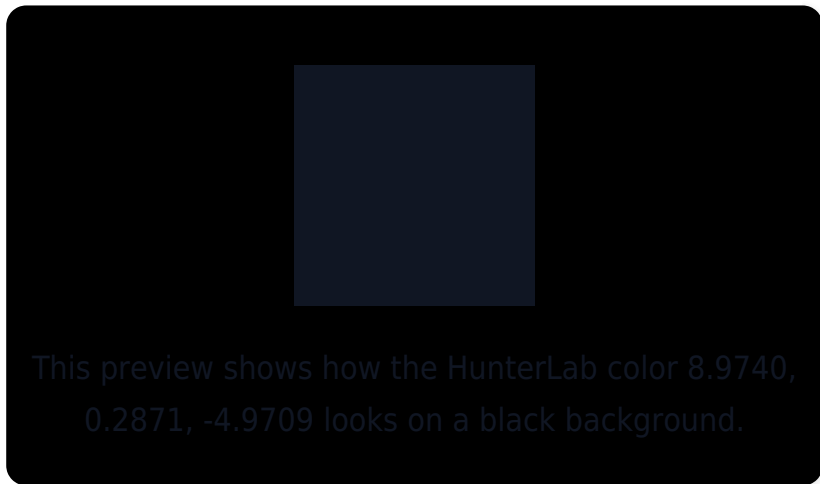 This preview shows how the HunterLab color 8.9740,
0.2871, -4.9709 looks on a black background.